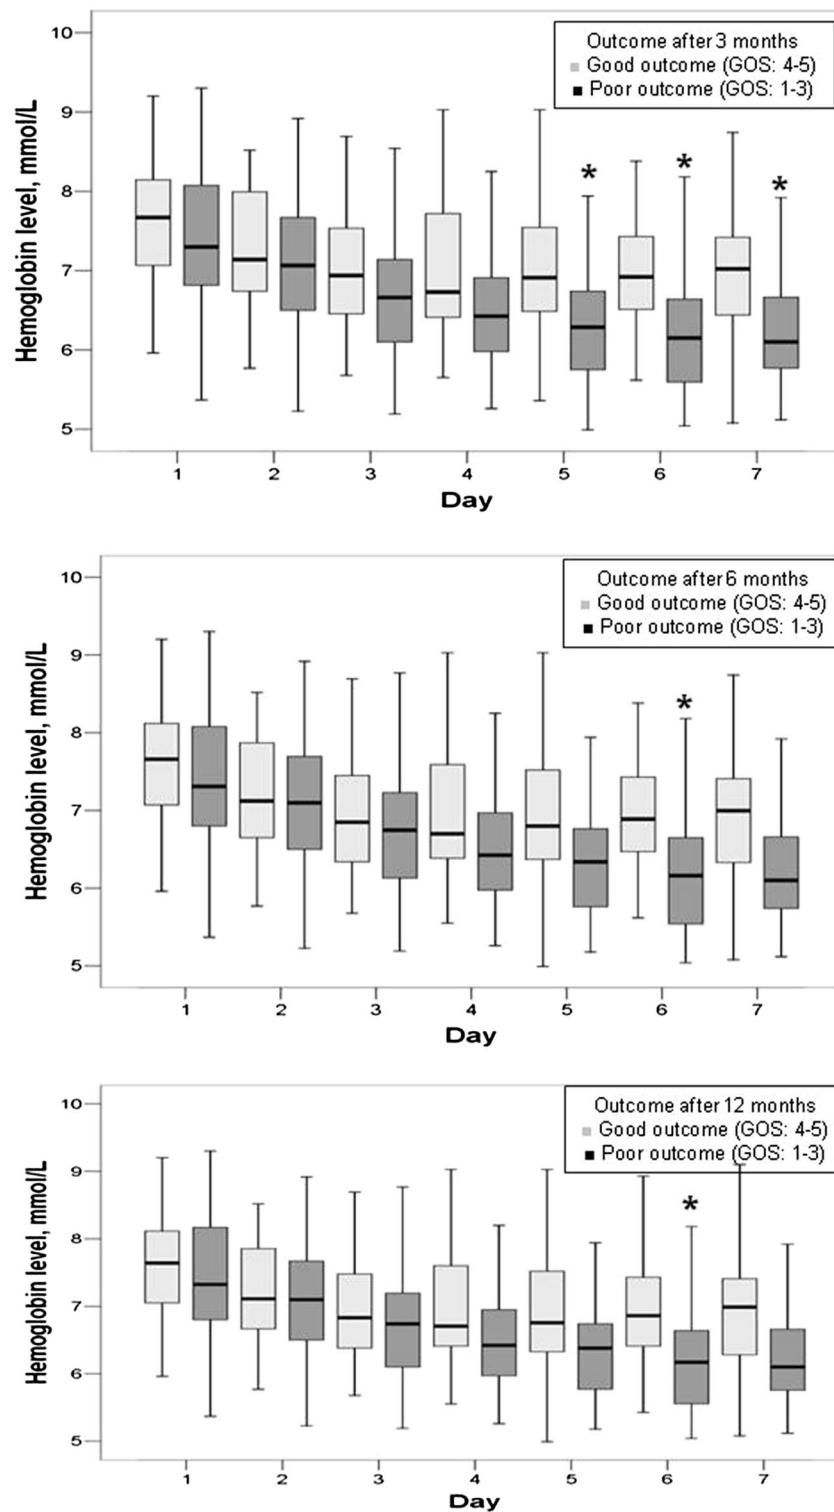 Outcome after 3 months
Good outcome (GOS: 4-5)
Poor outcome (GOS: 1-3)
Hemoglobin level, mmol/L
10
9
8
7
6
5
*
*
*
1 2 3 4 5 6 7
Day
Outcome after 6 months
Good outcome (GOS: 4-5)
Poor outcome (GOS: 1-3)
Hemoglobin level, mmol/L
10
9
8
7
6
5
*
1 2 3 4 5 6 7
Day
Outcome after 12 months
Good outcome (GOS: 4-5)
Poor outcome (GOS: 1-3)
Hemoglobin level, mmol/L
10
9
8
7
6
5
*
1 2 3 4 5 6 7
Day